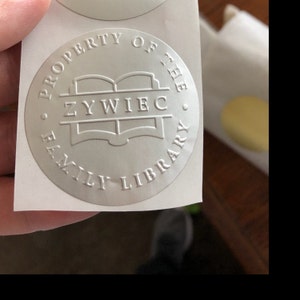 PROPERTY OF THE
ZYWIEC
FAMILY LIBRARY